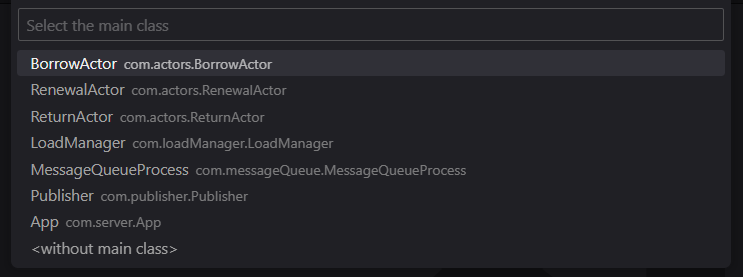 Select the main class
BorrowActor com.actors.BorrowActor
RenewalActor com.actors.RenewalActor
ReturnActor com.actors.ReturnActor
LoadManager com.loadManager.LoadManager
MessageQueueProcess com.messageQueue.MessageQueueProcess
Publisher com.publisher.Publisher
App com.server.App
<without main class>